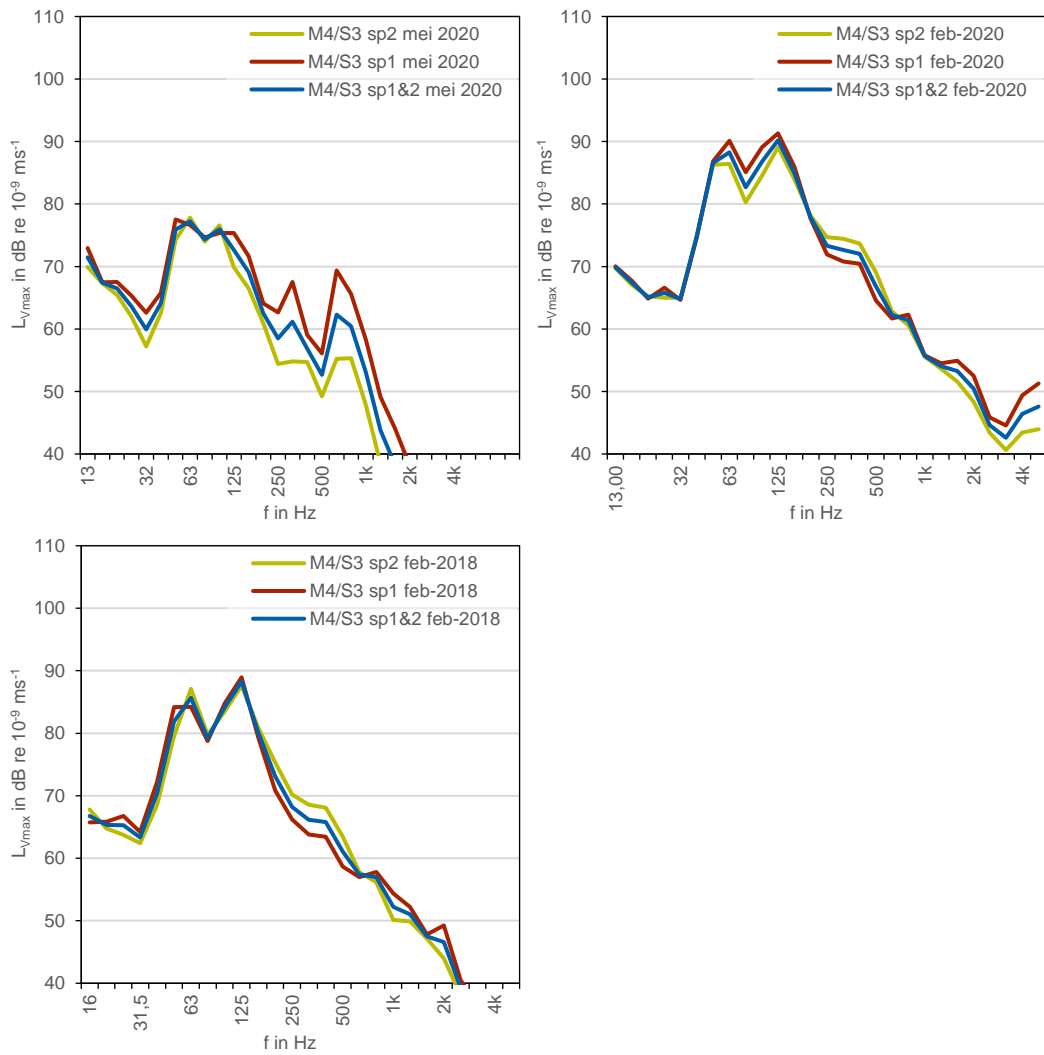 110
100
90
80
70
60
50
40
L_Vmax in dB re 10⁻⁹ ms⁻¹
M4/S3 sp2 mei 2020
M4/S3 sp1 mei 2020
M4/S3 sp1&2 mei 2020
13
32
63
125
250
500
1k
2k
4k
f in Hz
110
100
90
80
70
60
50
40
L_Vmax in dB re 10⁻⁹ ms⁻¹
M4/S3 sp2 feb-2020
M4/S3 sp1 feb-2020
M4/S3 sp1&2 feb-2020
13,00
32
63
125
250
500
1k
2k
4k
f in Hz
110
100
90
80
70
60
50
40
L_Vmax in dB re 10⁻⁹ ms⁻¹
M4/S3 sp2 feb-2018
M4/S3 sp1 feb-2018
M4/S3 sp1&2 feb-2018
16
31,5
63
125
250
500
1k
2k
4k
f in Hz